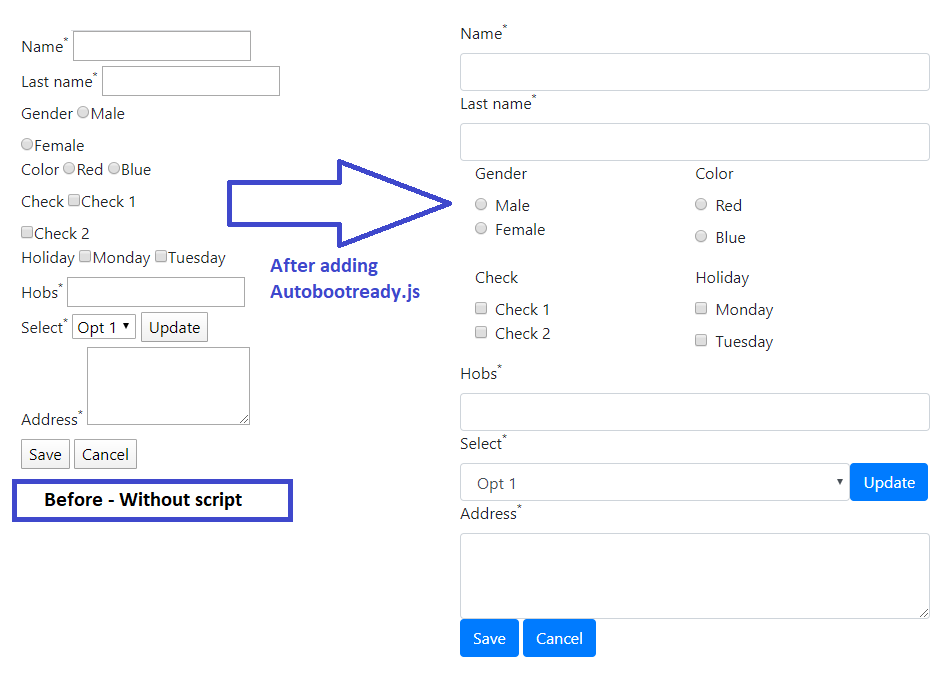 Name*
Last name*
Gender Male
Female
Color Red Blue
Check Check 1
Check 2
Holiday Monday Tuesday
Hobs*
Select* Opt 1 Update
Address*
Save Cancel
Before - Without script
After adding
Autobootready.js
Name*
Last name*
Gender Color
Male Red
Female Blue
Check Holiday
Check 1 Monday
Check 2 Tuesday
Hobs*
Select*
Opt 1 Update
Address*
Save Cancel